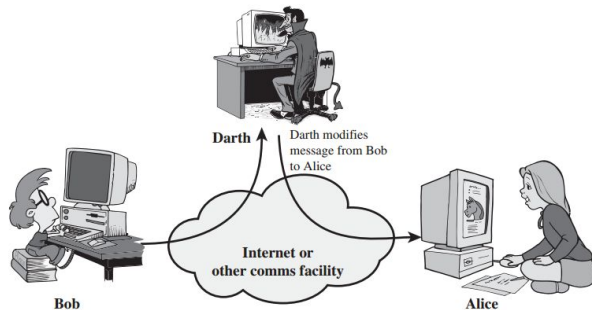 Darth
Darth modifies
message from Bob
to Alice
Internet or
other comms facility
Bob
Alice